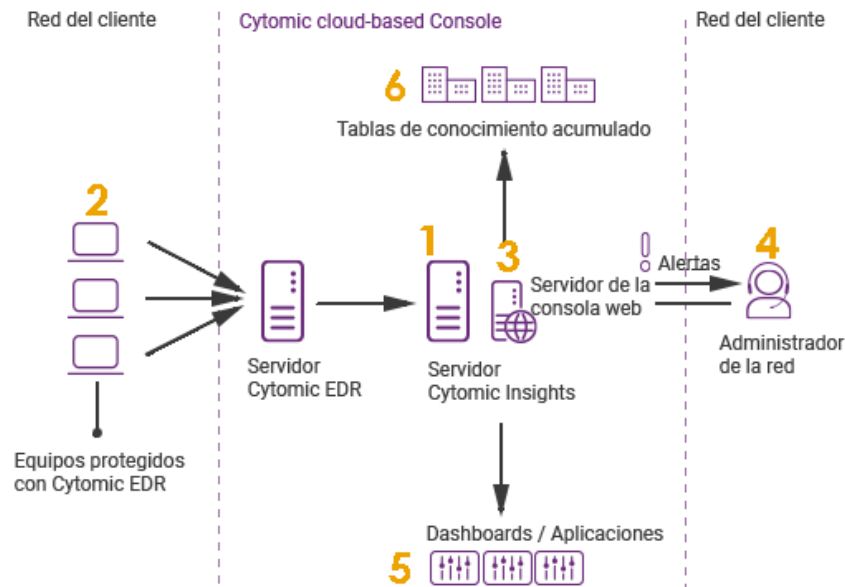 Red del cliente
Cytomic cloud-based Console
Red del cliente
6
Tablas de conocimiento acumulado
2
1
3
4
Alertas
Servidor de la
consola web
Administrador
de la red
Servidor
Cytomic EDR
Servidor
Cytomic Insights
Equipos protegidos
con Cytomic EDR
Dashboards / Aplicaciones
5